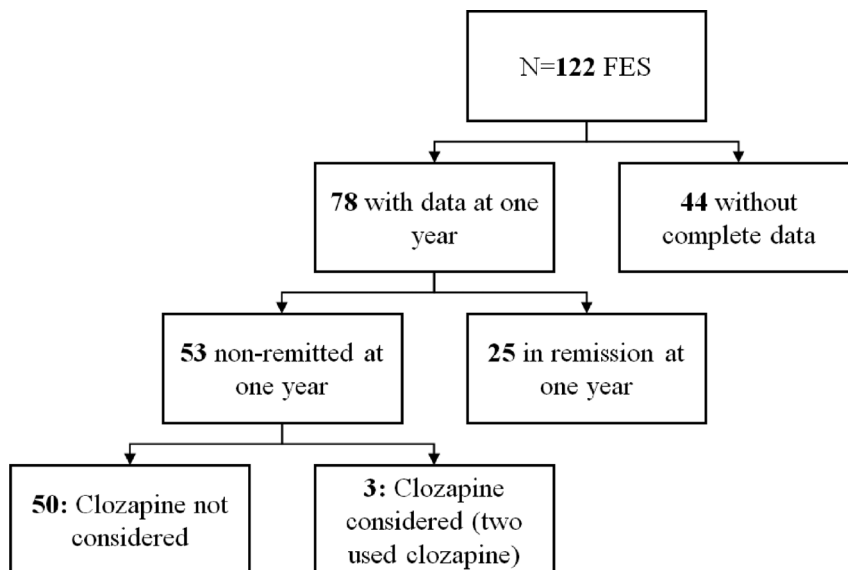 N=122 FES
78 with data at one
year
44 without
complete data
53 non-remitted at
one year
25 in remission at
one year
50: Clozapine not
considered
3: Clozapine
considered (two
used clozapine)